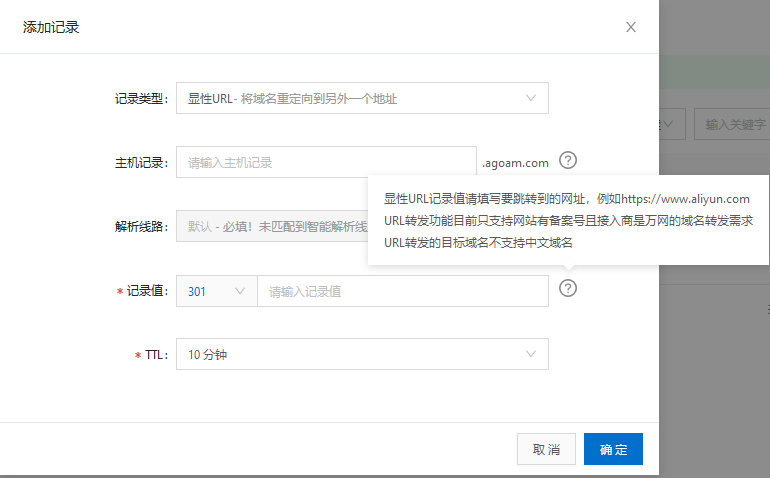 添加记录
记录类型: 显性URL- 将域名重定向到另外一个地址
输入关键字
主机记录: 请输入主机记录 .agoam.com
显性URL记录值请填写要跳转到的网址，例如https://www.aliyun.com
URL转发功能目前只支持网站有备案号且接入商是万网的域名转发需求
URL转发的目标域名不支持中文域名
解析线路: 默认 - 必填！未匹配到智能解析线
* 记录值: 301 请输入记录值
* TTL: 10 分钟
取消 确定